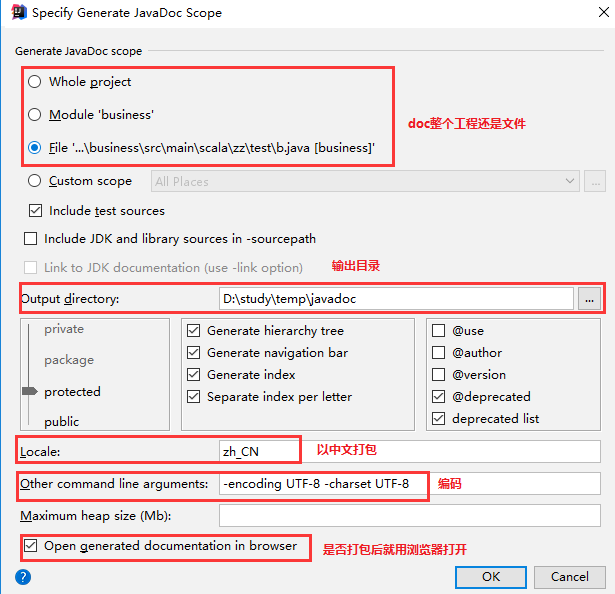 Specify Generate JavaDoc Scope
Generate JavaDoc scope
Whole project
Module 'business'
File '...\business\src\main\scala\zz\test\b.java [business]'
doc整个工程还是文件
Custom scope
All Places
...
Include test sources
Include JDK and library sources in -sourcepath
Link to JDK documentation (use -link option)
输出目录
Output directory:
D:\study\temp\javadoc
...
private
package
protected
public
Generate hierarchy tree
Generate navigation bar
Generate index
Separate index per letter
@use
@author
@version
@deprecated
deprecated list
Locale:
zh_CN
以中文打包
Other command line arguments:
-encoding UTF-8 -charset UTF-8
编码
Maximum heap size (Mb):
Open generated documentation in browser
是否打包后就用浏览器打开
?
OK
Cancel